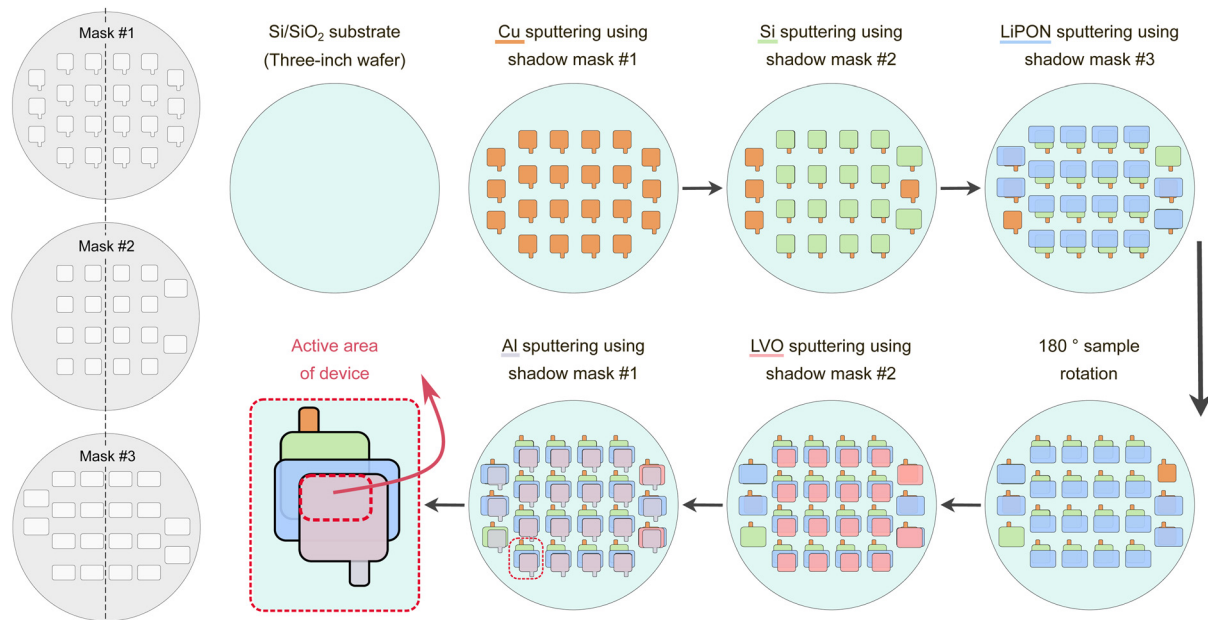 Mask #1
Mask #2
Mask #3
Si/SiO₂ substrate
(Three-inch wafer)
Cu sputtering using
shadow mask #1
Si sputtering using
shadow mask #2
LiPON sputtering using
shadow mask #3
Active area
of device
Al sputtering using
shadow mask #1
LVO sputtering using
shadow mask #2
180 ° sample
rotation